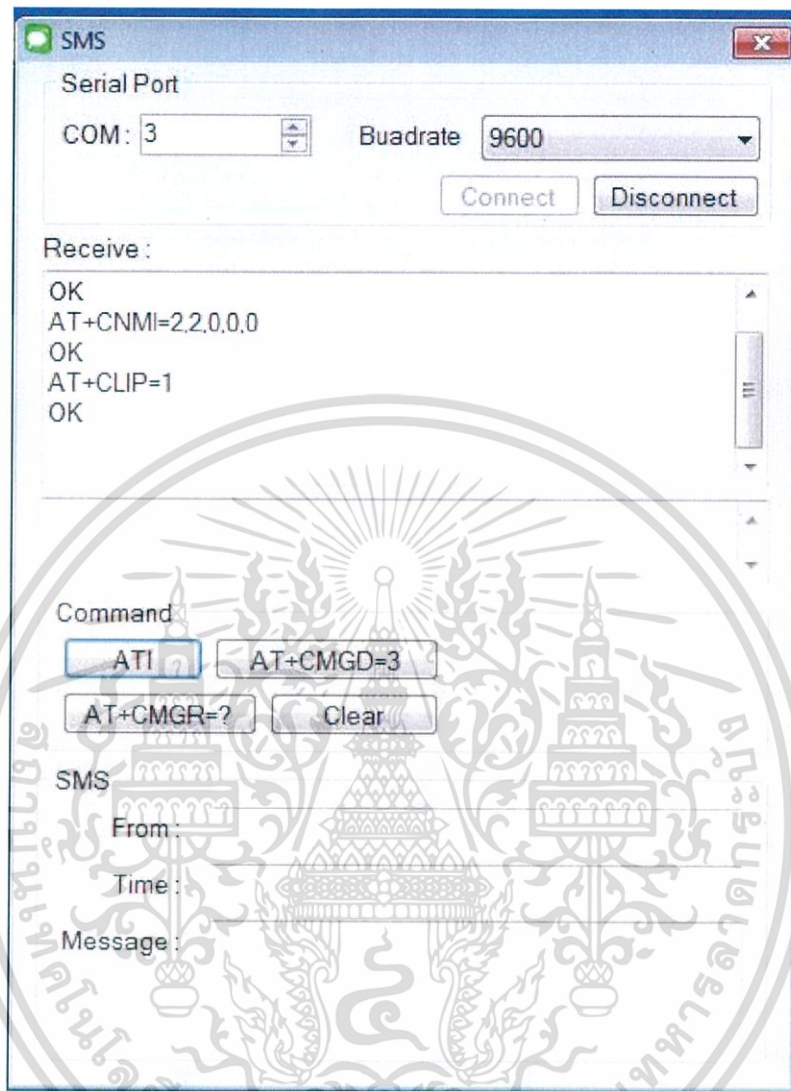 SMS
Serial Port
COM: 3 Buadrate 9600
Connect Disconnect
Receive :
OK
AT+CNMI=2,2,0,0,0
OK
AT+CLIP=1
OK
Command
ATI AT+CMGD=3
AT+CMGR=? Clear
SMS
From :
Time :
Message :